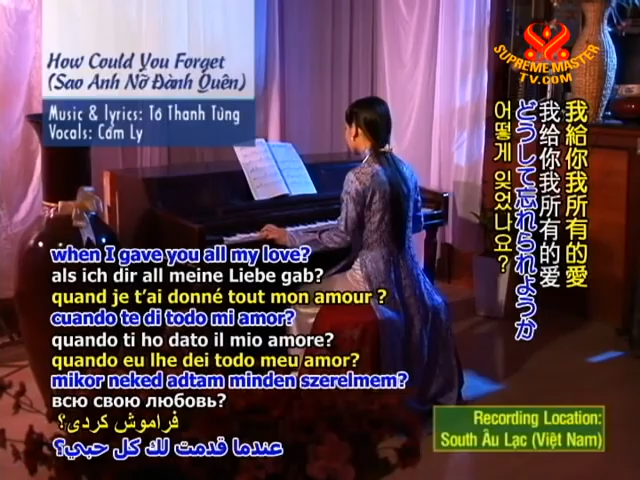 How Could You Forget
(Sao Anh Nỡ Đành Quên)
Music & lyrics: Tô Thanh Tùng
Vocals: Cẩm Ly
SUPREME MASTER
TV.COM
我給你我所有的愛
我给你我所有的爱
どうして忘れられようか
어떻게 잊었나요?
when I gave you all my love?
als ich dir all meine Liebe gab?
quand je t'ai donné tout mon amour ?
cuando te di todo mi amor?
quando ti ho dato il mio amore?
quando eu lhe dei todo meu amor?
mikor neked adtam minden szerelmem?
всю свою любовь?
فراموش کردی؟
عندما قدمت لك كل حبي؟
Recording Location:
South Âu Lạc (Việt Nam)